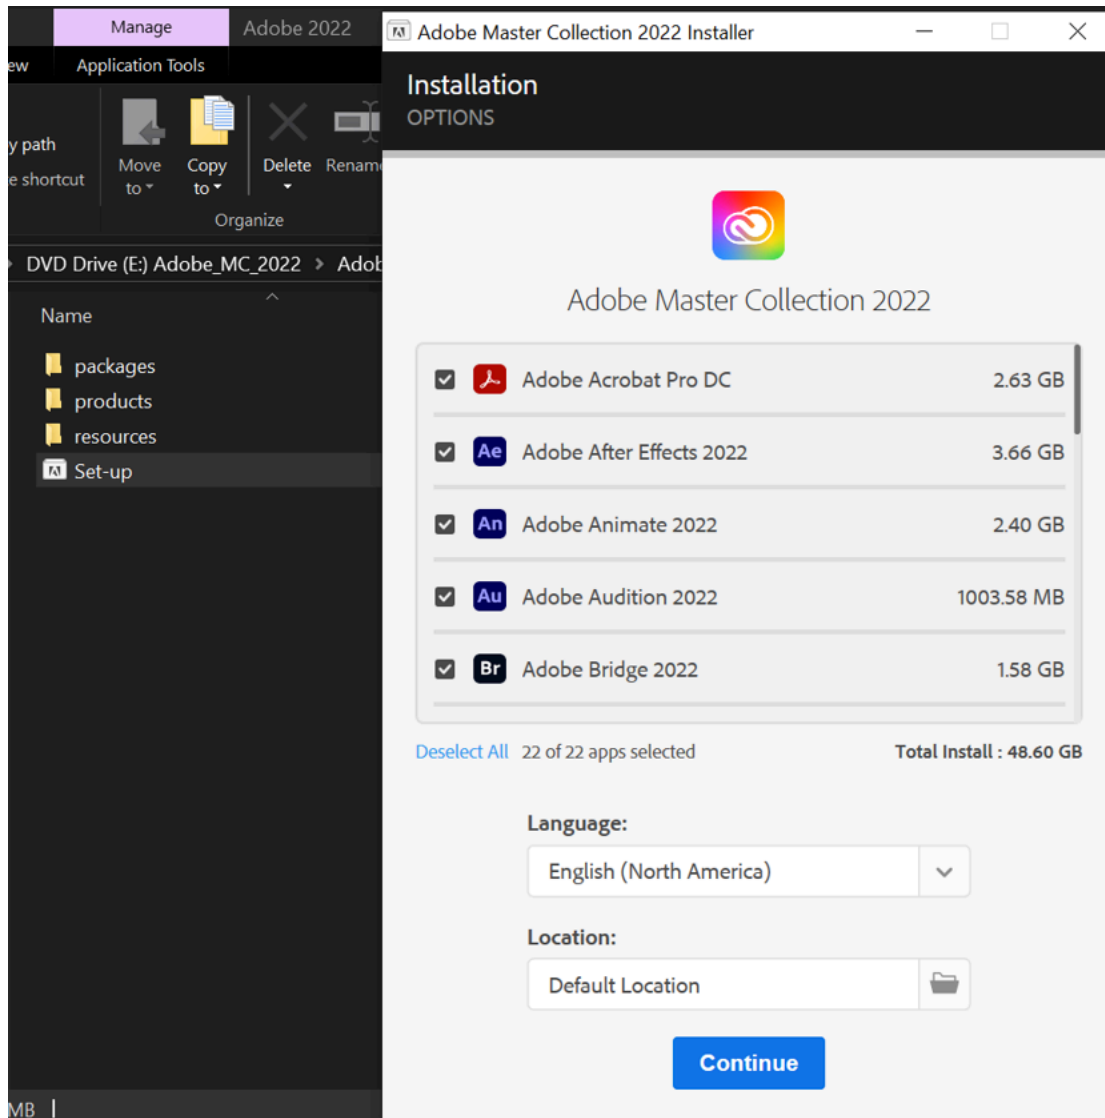 Manage
Adobe 2022
ew
Application Tools
y path
e shortcut
Move to
Copy to
Delete
Renam
Organize
DVD Drive (E:) Adobe_MC_2022 > Adob
Name
packages
products
resources
Set-up
MB
Adobe Master Collection 2022 Installer
Installation
OPTIONS
Adobe Master Collection 2022
Adobe Acrobat Pro DC 2.63 GB
Ae Adobe After Effects 2022 3.66 GB
An Adobe Animate 2022 2.40 GB
Au Adobe Audition 2022 1003.58 MB
Br Adobe Bridge 2022 1.58 GB
Deselect All 22 of 22 apps selected Total Install : 48.60 GB
Language:
English (North America)
Location:
Default Location
Continue